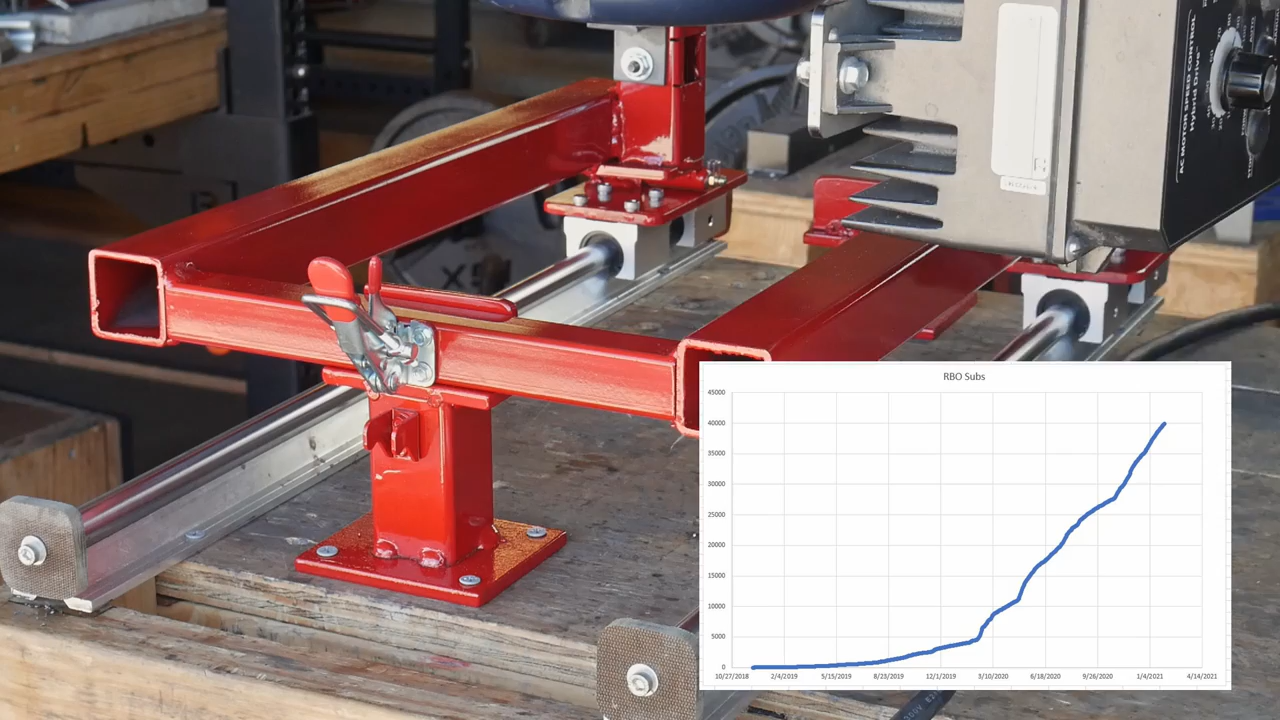 AC MOTOR SPEED CONTROL
Hybrid Drive
RBO Subs
45000
40000
35000
30000
25000
20000
15000
10000
5000
0
10/27/2018 2/4/2019 5/15/2019 8/23/2019 12/1/2019 3/10/2020 6/18/2020 9/26/2020 1/4/2021 4/14/2021